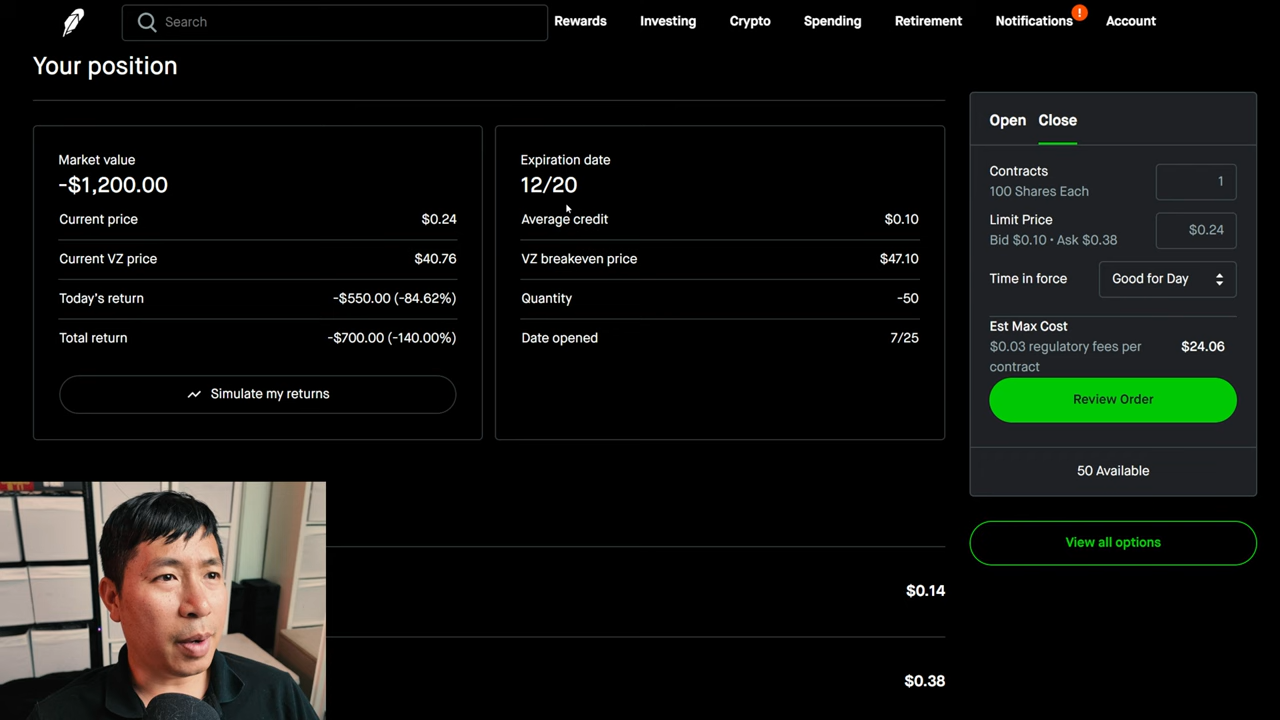 Search
Rewards
Investing
Crypto
Spending
Retirement
Notifications
!
Account
Your position
Market value
-$1,200.00
Current price $0.24
Current VZ price $40.76
Today's return -$550.00 (-84.62%)
Total return -$700.00 (-140.00%)
Simulate my returns
Expiration date
12/20
Average credit $0.10
VZ breakeven price $47.10
Quantity -50
Date opened 7/25
Open Close
Contracts
100 Shares Each
1
Limit Price
Bid $0.10 • Ask $0.38
$0.24
Time in force Good for Day
Est Max Cost
$0.03 regulatory fees per
contract
$24.06
Review Order
50 Available
View all options
$0.14
$0.38